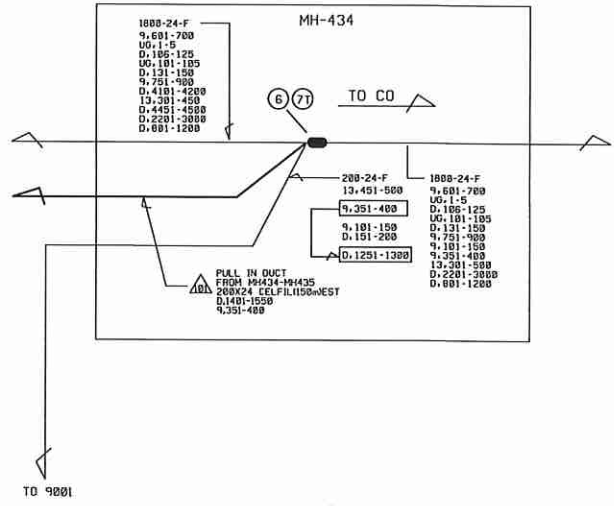 MH-434
1800-24-F
9,601-700
UG,1-5
D,106-125
UG,101-105
D,131-150
9,751-900
D,4101-4200
13,301-450
D,4451-4500
D,2201-3000
D,801-1200
6 7T
TO CO
200-24-F
13,451-500
9,351-400
9,101-150
D,151-200
D,1251-1300
1800-24-F
9,601-700
UG,1-5
D,106-125
UG,101-105
D,131-150
9,751-900
9,101-150
9,351-400
13,301-500
D,2201-3000
D,801-1200
101
PULL IN DUCT
FROM MH434-MH435
200X24 CELFIL(150m)EST
D,1401-1550
9,351-400
TO 9001